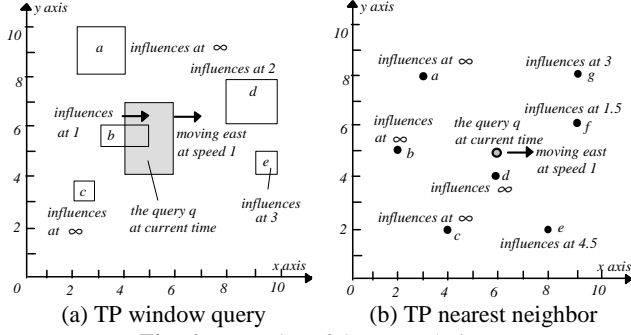 y axis
10
8
6
4
2
0
2
4
6
8
10
x axis
a
influences at ∞
influences at 2
d
influences
at 1
b
moving east
at speed 1
e
influences
at 3
c
influences
at ∞
the query q
at current time
(a) TP window query
y axis
10
8
6
4
2
0
2
4
6
8
10
x axis
influences at ∞
a
influences at 3
g
influences at 1.5
f
influences
at ∞
b
the query q
at current time
moving east
at speed 1
d
influences ∞
influences at ∞
c
e
influences at 4.5
(b) TP nearest neighbor